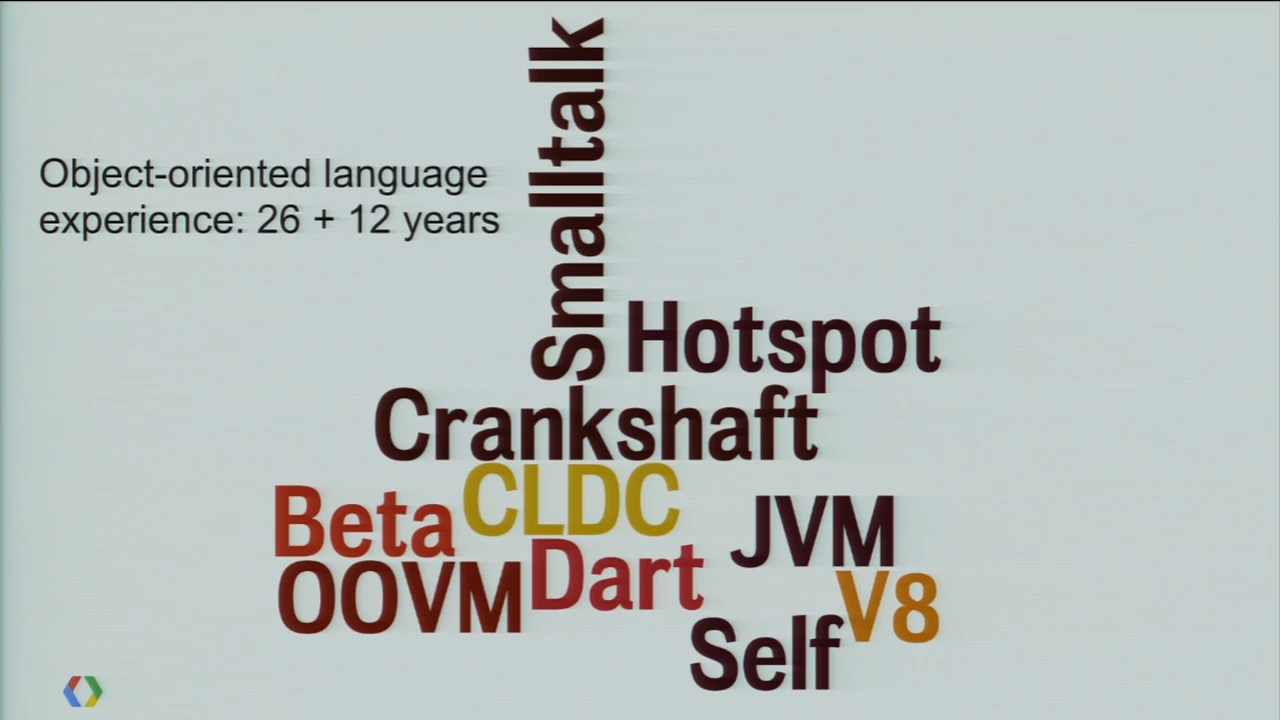 Object-oriented language
experience: 26 + 12 years
Smalltalk
Hotspot
Crankshaft
CLDC
Beta
JVM
OOVM
Dart
V8
Self